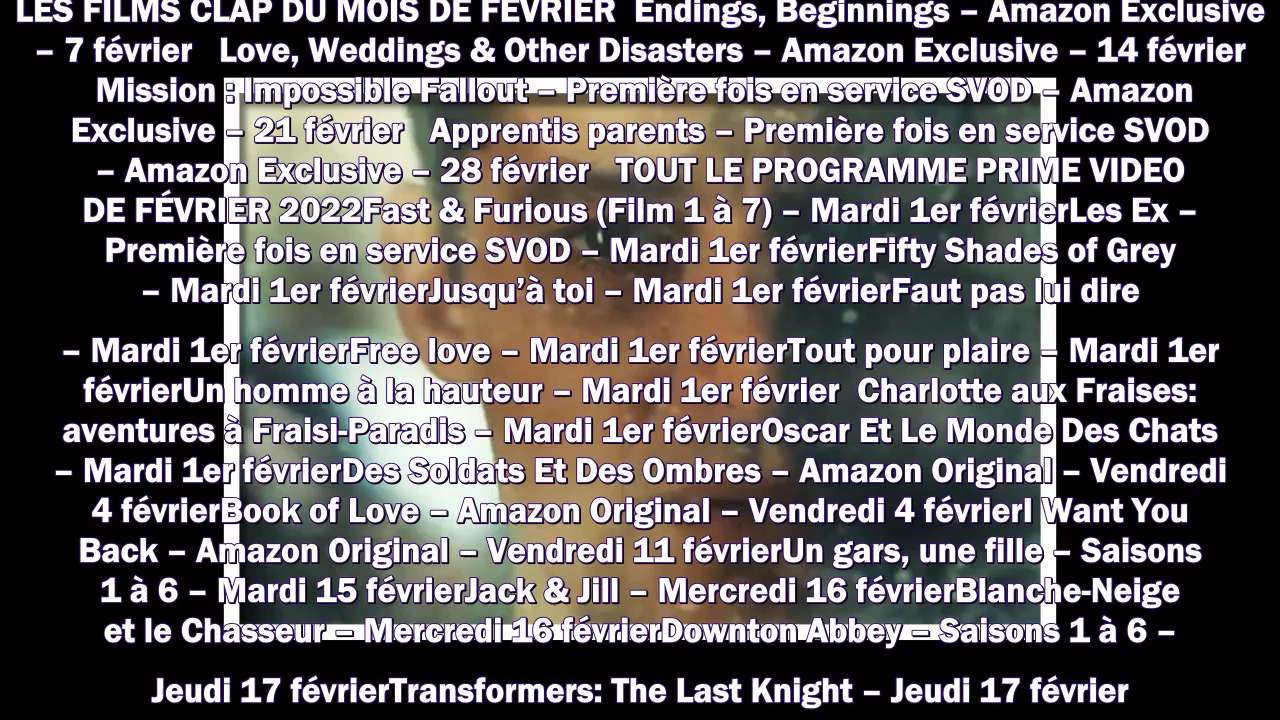 LES FILMS CLAP DU MOIS DE FÉVRIER  Endings, Beginnings – Amazon Exclusive
– 7 février   Love, Weddings & Other Disasters – Amazon Exclusive – 14 février
Mission : Impossible Fallout – Première fois en service SVOD – Amazon
Exclusive – 21 février   Apprentis parents – Première fois en service SVOD
– Amazon Exclusive – 28 février   TOUT LE PROGRAMME PRIME VIDEO
DE FÉVRIER 2022Fast & Furious (Film 1 à 7) – Mardi 1er févrierLes Ex –
Première fois en service SVOD – Mardi 1er févrierFifty Shades of Grey
– Mardi 1er févrierJusqu’à toi – Mardi 1er févrierFaut pas lui dire
– Mardi 1er févrierFree love – Mardi 1er févrierTout pour plaire – Mardi 1er
févrierUn homme à la hauteur – Mardi 1er février  Charlotte aux Fraises:
aventures à Fraisi-Paradis – Mardi 1er févrierOscar Et Le Monde Des Chats
– Mardi 1er févrierDes Soldats Et Des Ombres – Amazon Original – Vendredi
4 févrierBook of Love – Amazon Original – Vendredi 4 févrierI Want You
Back – Amazon Original – Vendredi 11 févrierUn gars, une fille – Saisons
1 à 6 – Mardi 15 févrierJack & Jill – Mercredi 16 févrierBlanche-Neige
et le Chasseur – Mercredi 16 févrierDownton Abbey – Saisons 1 à 6 –
Jeudi 17 févrierTransformers: The Last Knight – Jeudi 17 février